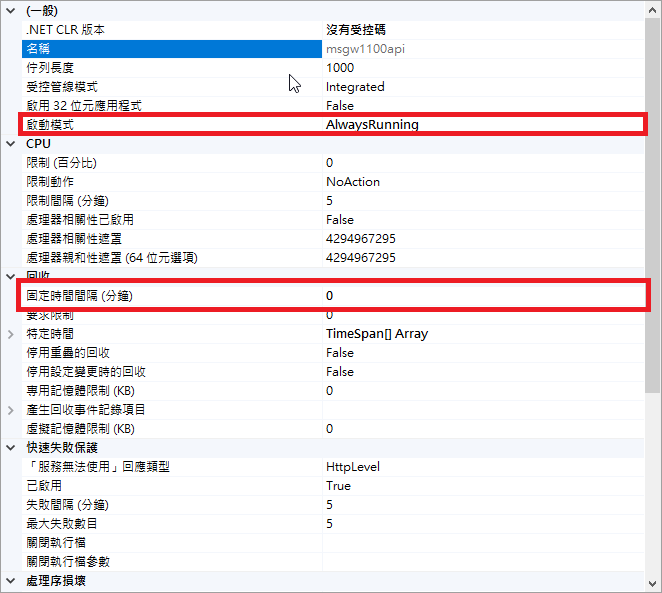 (一般)
.NET CLR 版本 沒有受控碼
名稱 msgw1100api
佇列長度 1000
受控管線模式 Integrated
啟用 32 位元應用程式 False
啟動模式 AlwaysRunning
CPU
限制 (百分比) 0
限制動作 NoAction
限制間隔 (分鐘) 5
處理器相關性已啟用 False
處理器相關性遮罩 4294967295
處理器親和性遮罩 (64 位元選項) 4294967295
回收
固定時間間隔 (分鐘) 0
要求限制 0
特定時間 TimeSpan[] Array
停用重疊的回收 False
停用設定變更時的回收 False
專用記憶體限制 (KB) 0
產生回收事件記錄項目
虛擬記憶體限制 (KB) 0
快速失敗保護
「服務無法使用」回應類型 HttpLevel
已啟用 True
失敗間隔 (分鐘) 5
最大失敗數目 5
關閉執行檔
關閉執行檔參數
處理序損壞